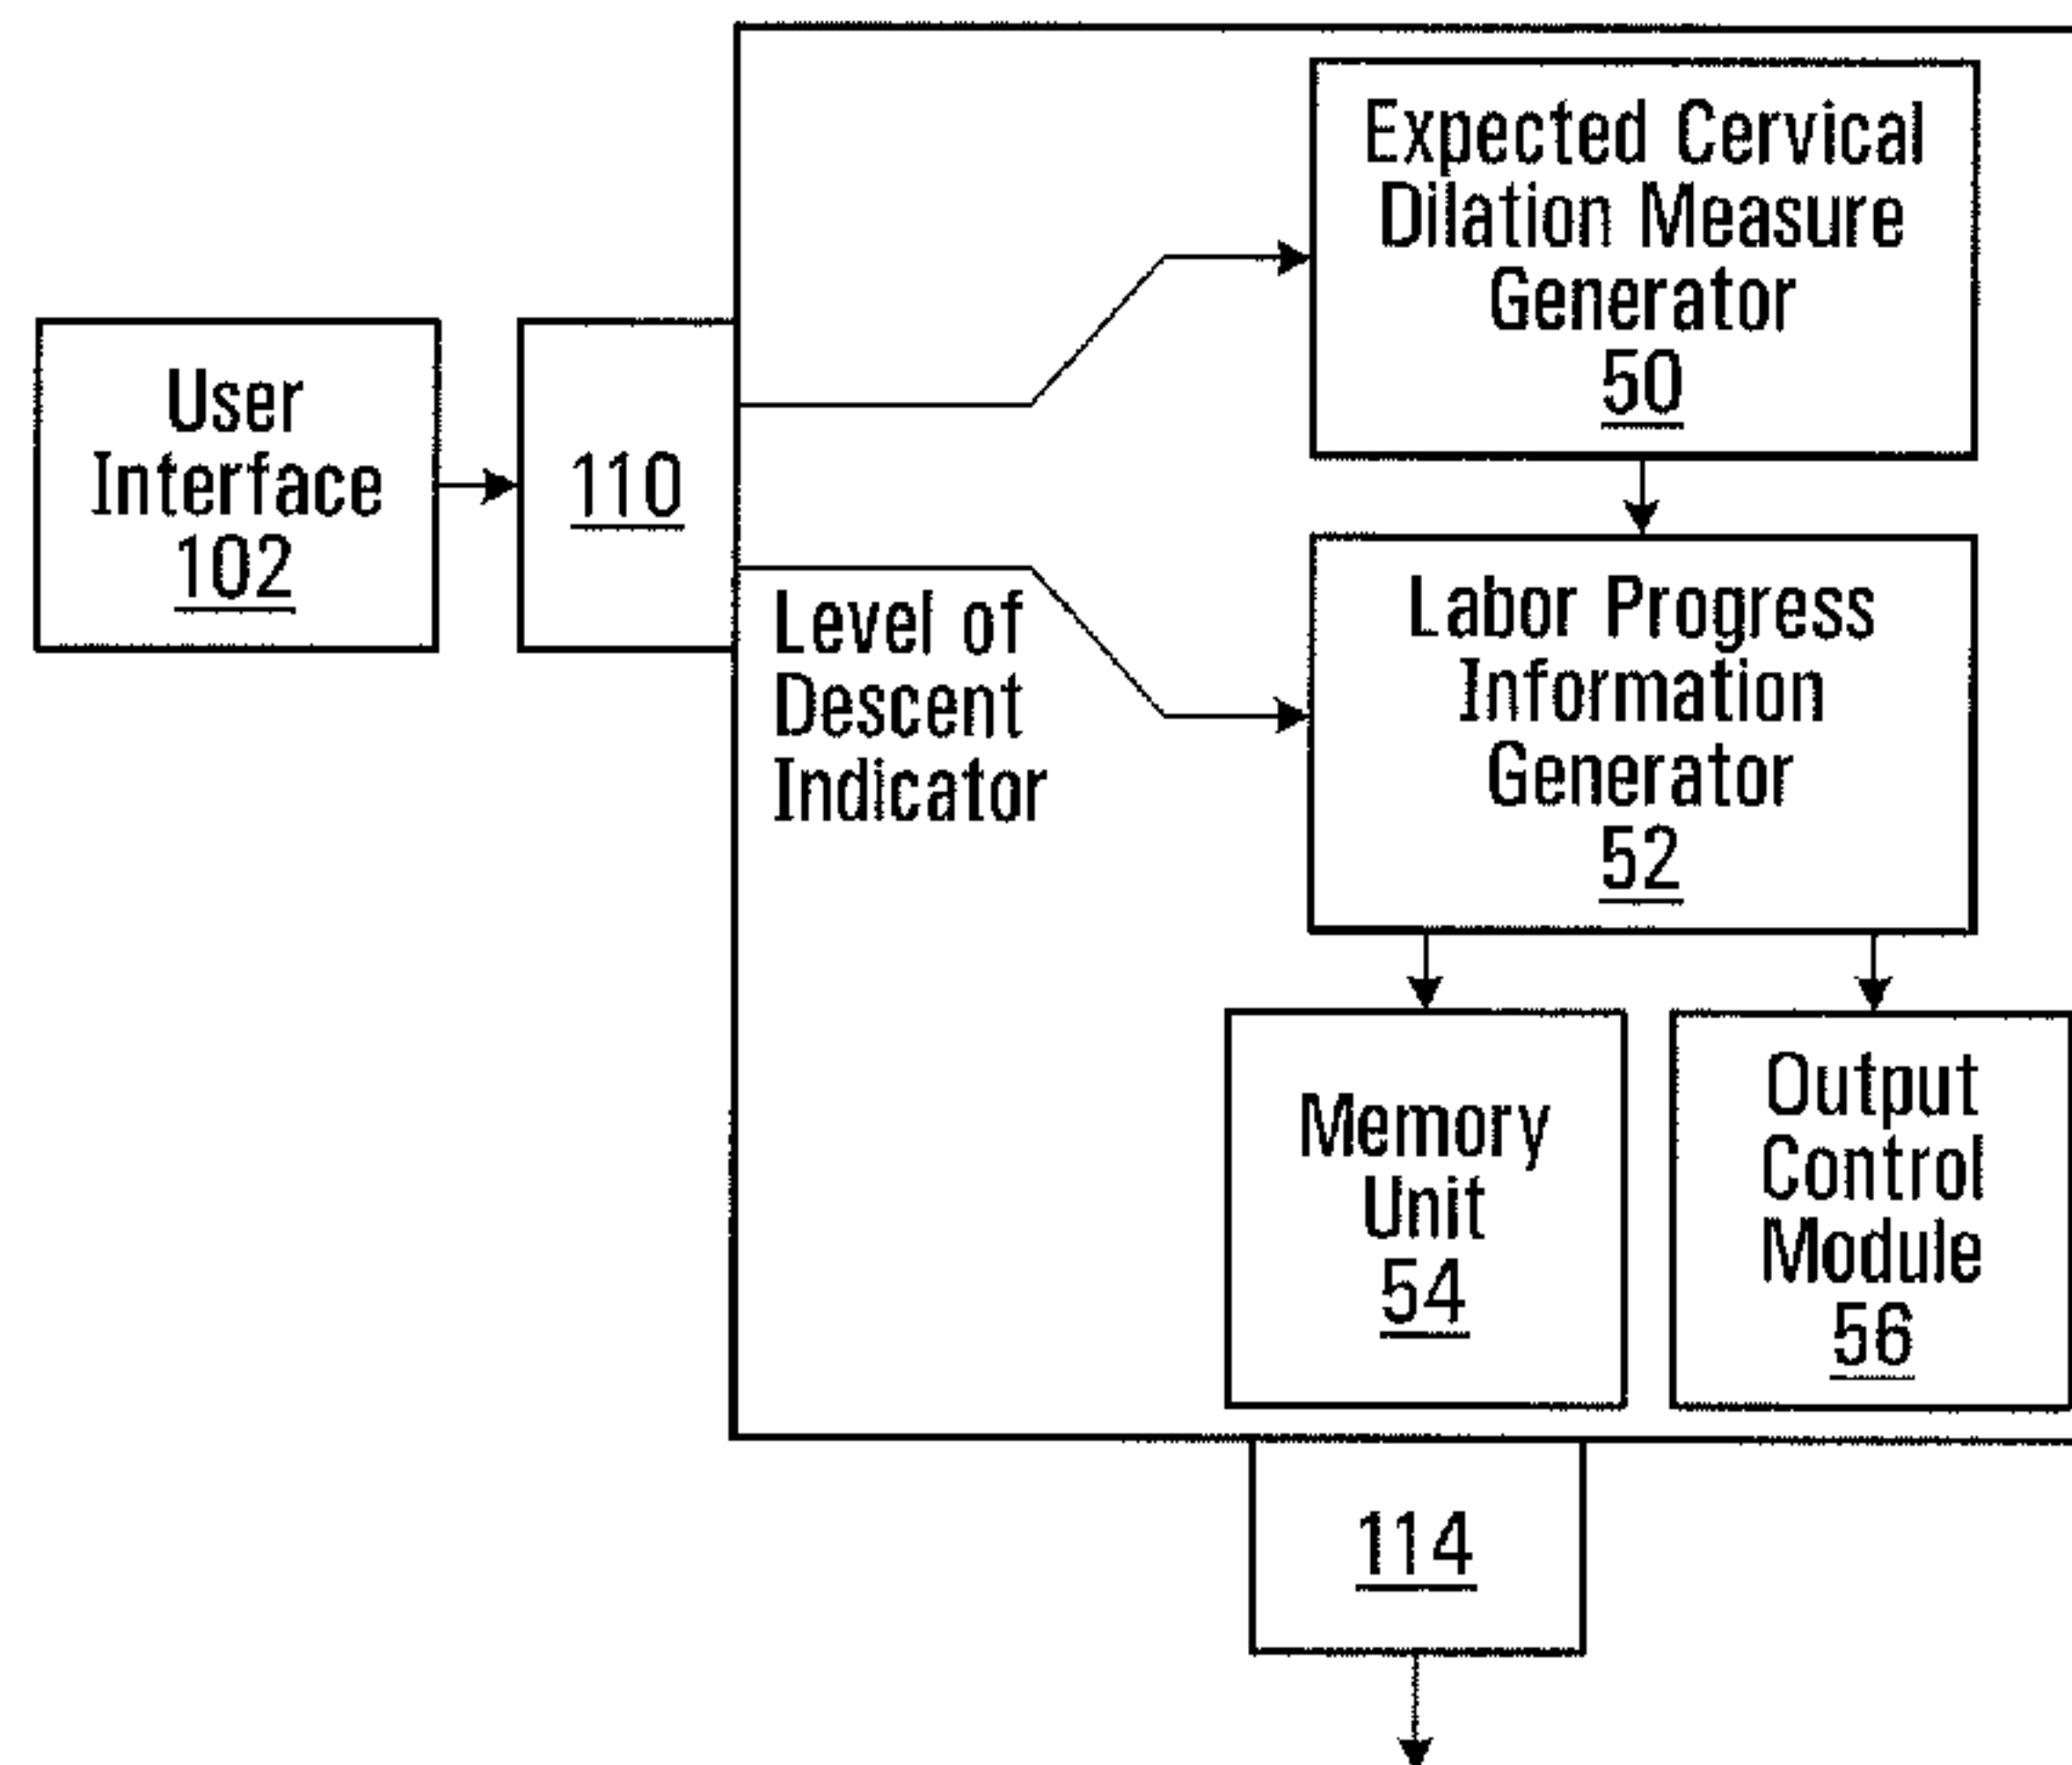 User
Interface
102
110
Level of
Descent
Indicator
Expected Cervical
Dilation Measure
Generator
50
Labor Progress
Information
Generator
52
Memory
Unit
54
Output
Control
Module
56
114